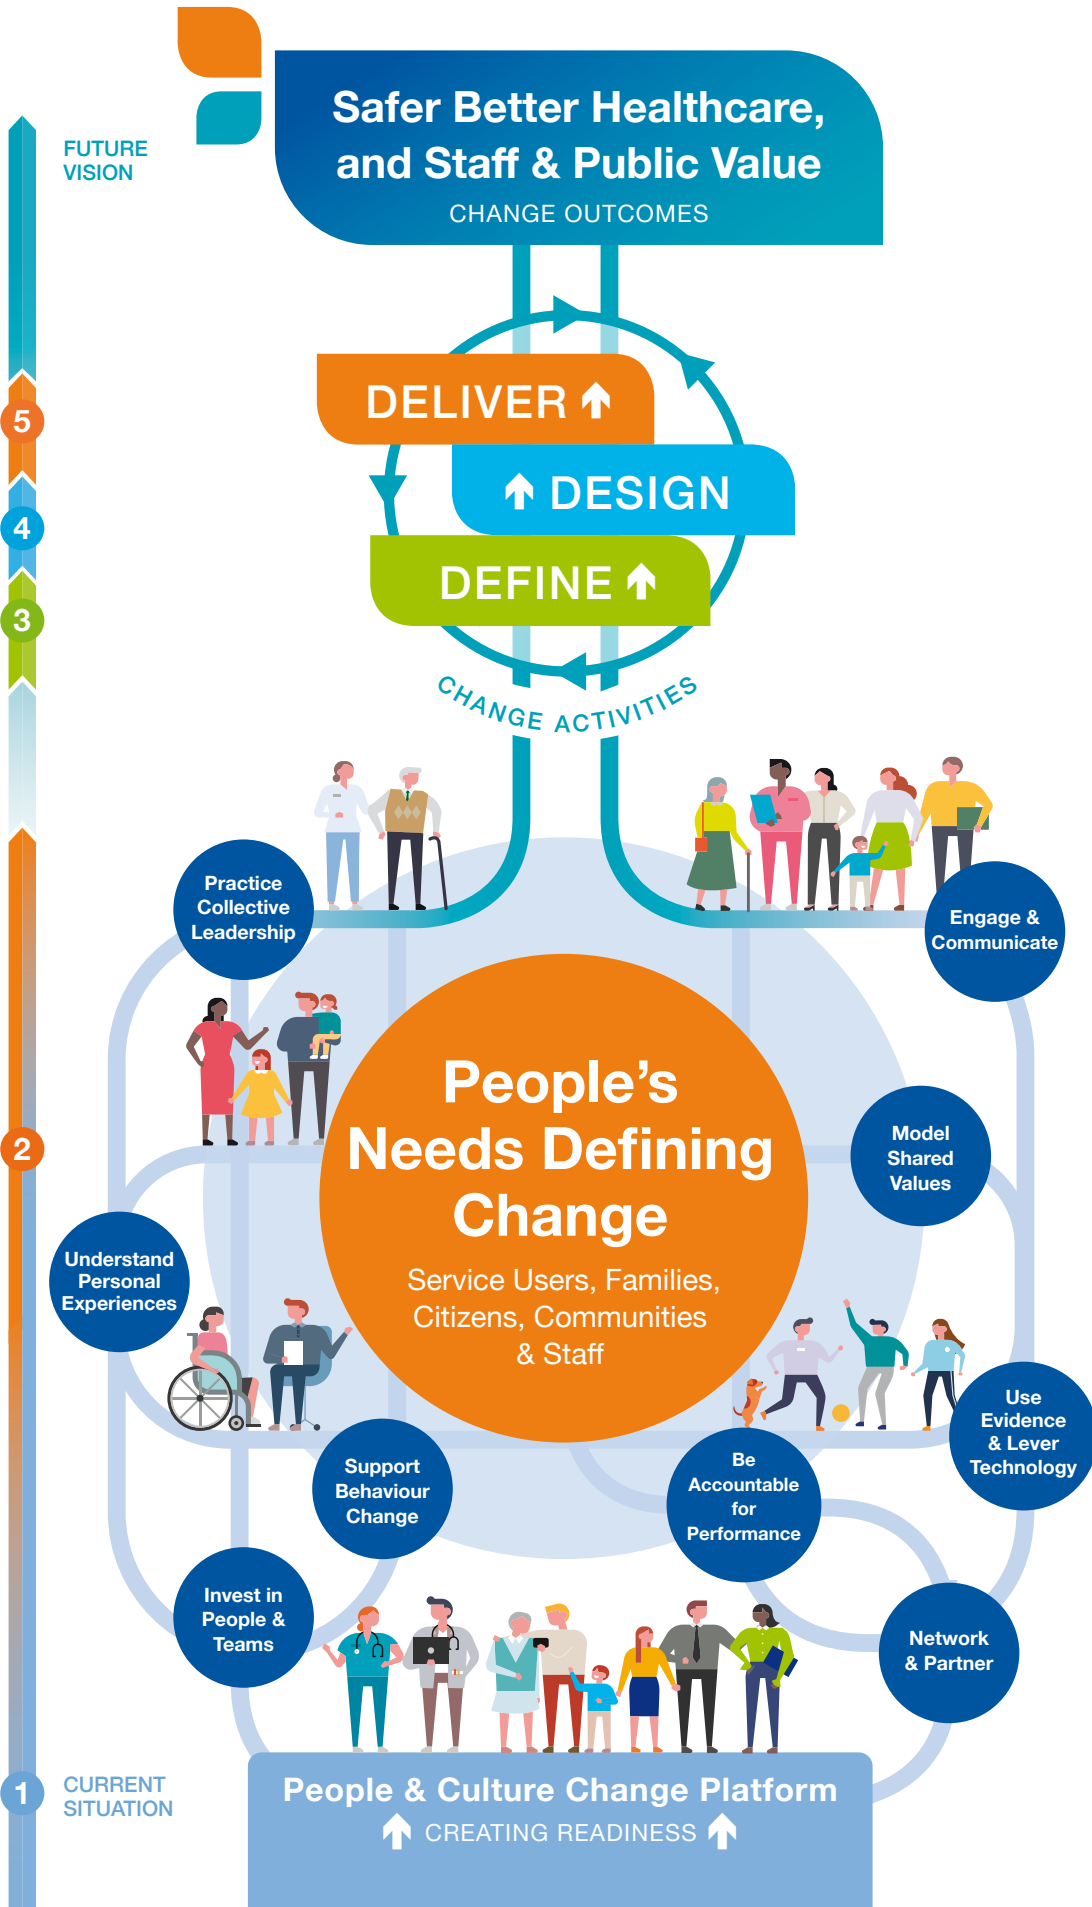 Safer Better Healthcare,
and Staff & Public Value
CHANGE OUTCOMES
FUTURE
VISION
DELIVER
5
DESIGN
4
DEFINE
3
CHANGE ACTIVITIES
Practice
Collective
Leadership
Engage &
Communicate
People’s
Needs Defining
Change
Service Users, Families,
Citizens, Communities
& Staff
Model
Shared
Values
2
Understand
Personal
Experiences
Use
Evidence
& Lever
Technology
Support
Behaviour
Change
Be
Accountable
for
Performance
Invest in
People &
Teams
Network
& Partner
1
CURRENT
SITUATION
People & Culture Change Platform
CREATING READINESS